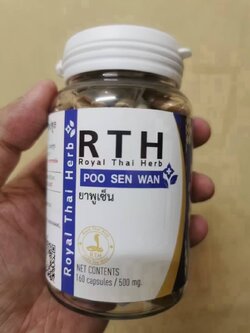 RTH
Royal Thai Herb
POO SEN WAN
ยาพูเซ็น
Royal Thai Herb
RTH
NET CONTENTS
160 capsules / 500 mg.